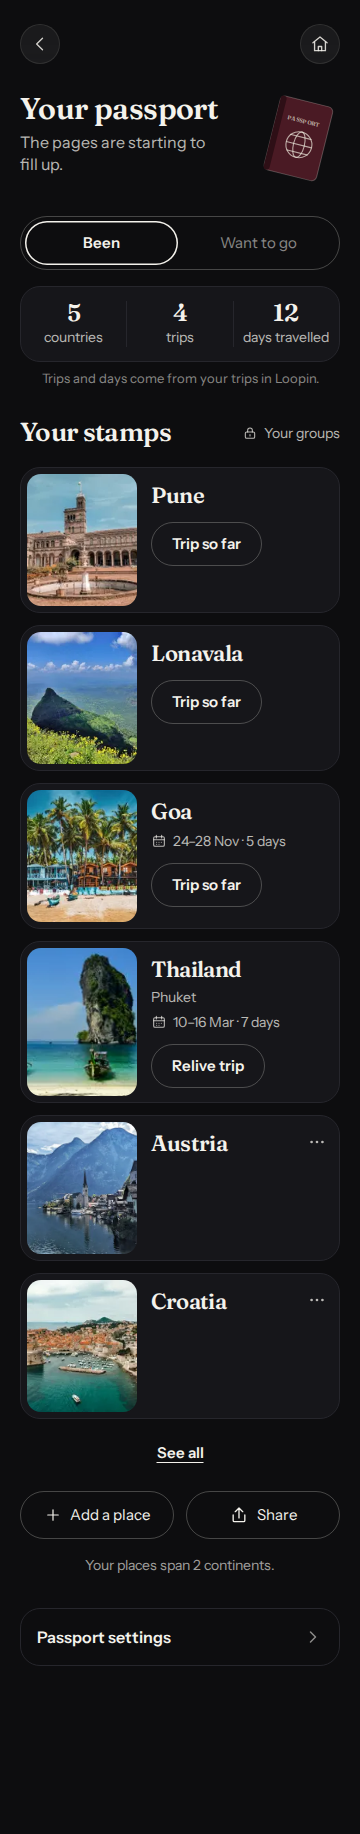 Your passport
The pages are starting to
fill up.
PASSPORT
Been
Want to go
5
countries
4
trips
12
days travelled
Trips and days come from your trips in Loopin.
Your stamps
Your groups
Pune
Trip so far
Lonavala
Trip so far
Goa
24–28 Nov · 5 days
Trip so far
Thailand
Phuket
10–16 Mar · 7 days
Relive trip
Austria
Croatia
See all
Add a place
Share
Your places span 2 continents.
Passport settings